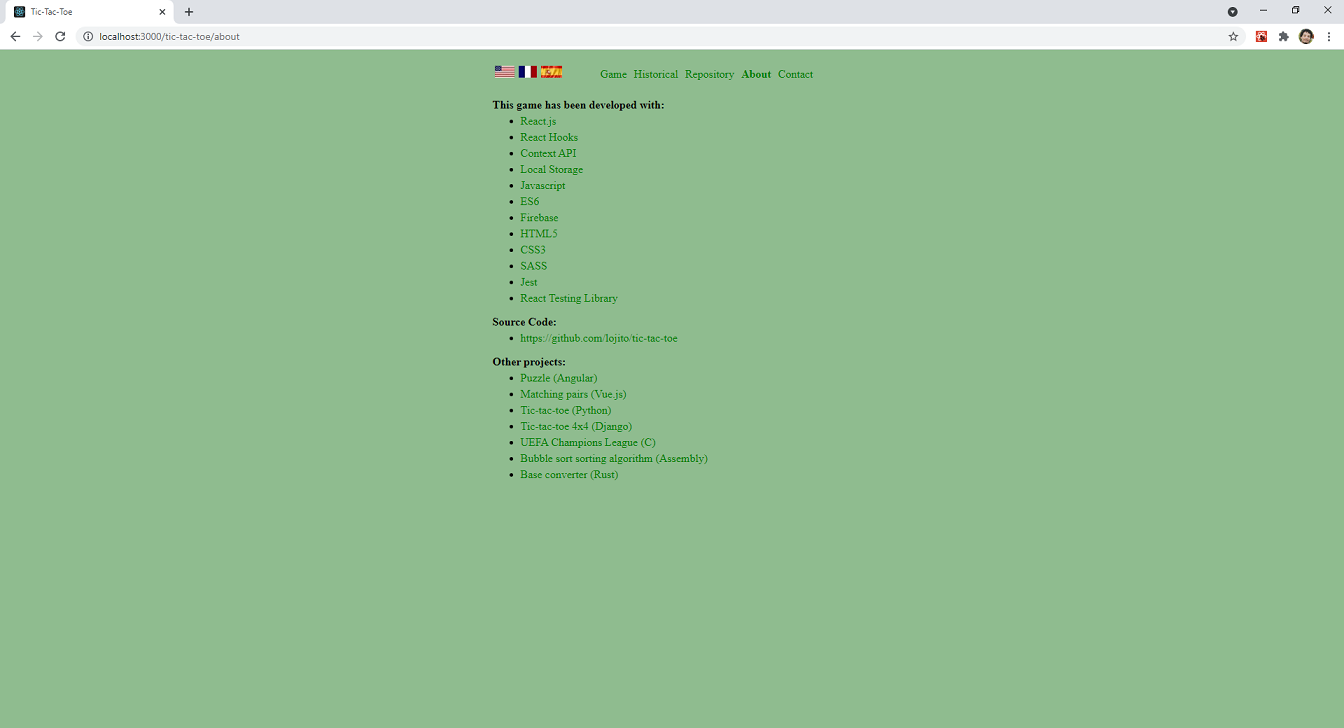 Tic-Tac-Toe
localhost:3000/tic-tac-toe/about
Game Historical Repository About Contact
This game has been developed with:
React.js
React Hooks
Context API
Local Storage
Javascript
ES6
Firebase
HTML5
CSS3
SASS
Jest
React Testing Library
Source Code:
https://github.com/lojito/tic-tac-toe
Other projects:
Puzzle (Angular)
Matching pairs (Vue.js)
Tic-tac-toe (Python)
Tic-tac-toe 4x4 (Django)
UEFA Champions League (C)
Bubble sort sorting algorithm (Assembly)
Base converter (Rust)